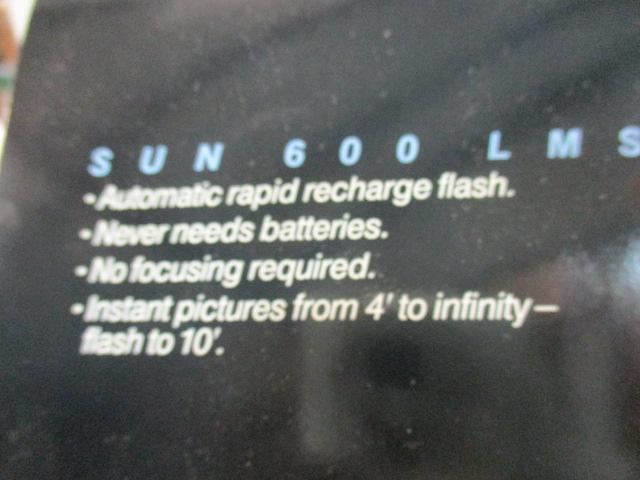 SUN 600 LMS
•Automatic rapid recharge flash.
•Never needs batteries.
•No focusing required.
•Instant pictures from 4' to infinity—
flash to 10'.